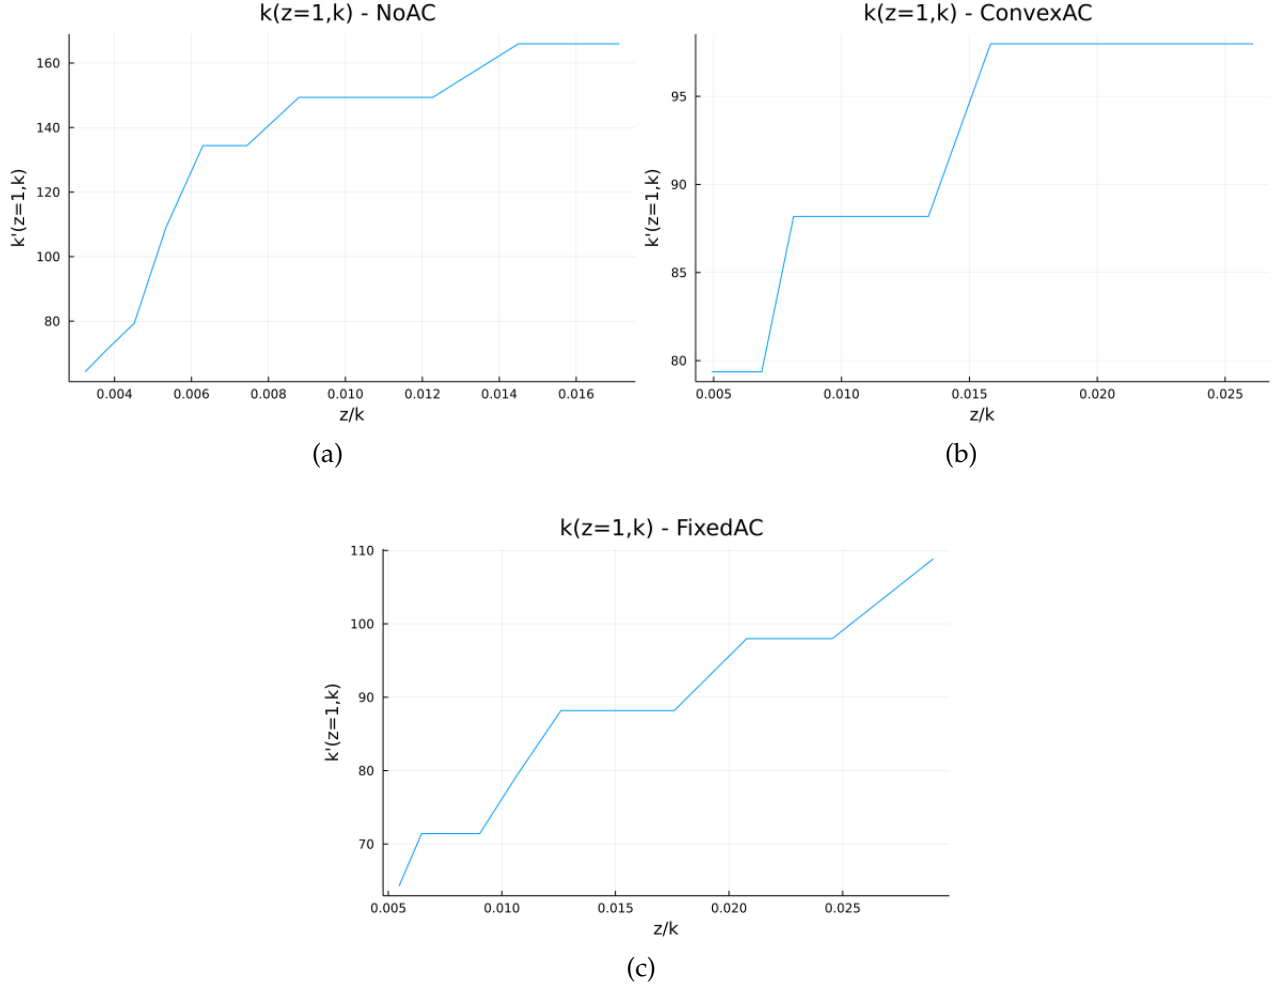 k(z=1,k) - NoAC
k'(z=1,k)
160
140
120
100
80
0.004 0.006 0.008 0.010 0.012 0.014 0.016
z/k
(a)
k(z=1,k) - ConvexAC
k'(z=1,k)
95
90
85
80
0.005 0.010 0.015 0.020 0.025
z/k
(b)
k(z=1,k) - FixedAC
k'(z=1,k)
110
100
90
80
70
0.005 0.010 0.015 0.020 0.025
z/k
(c)